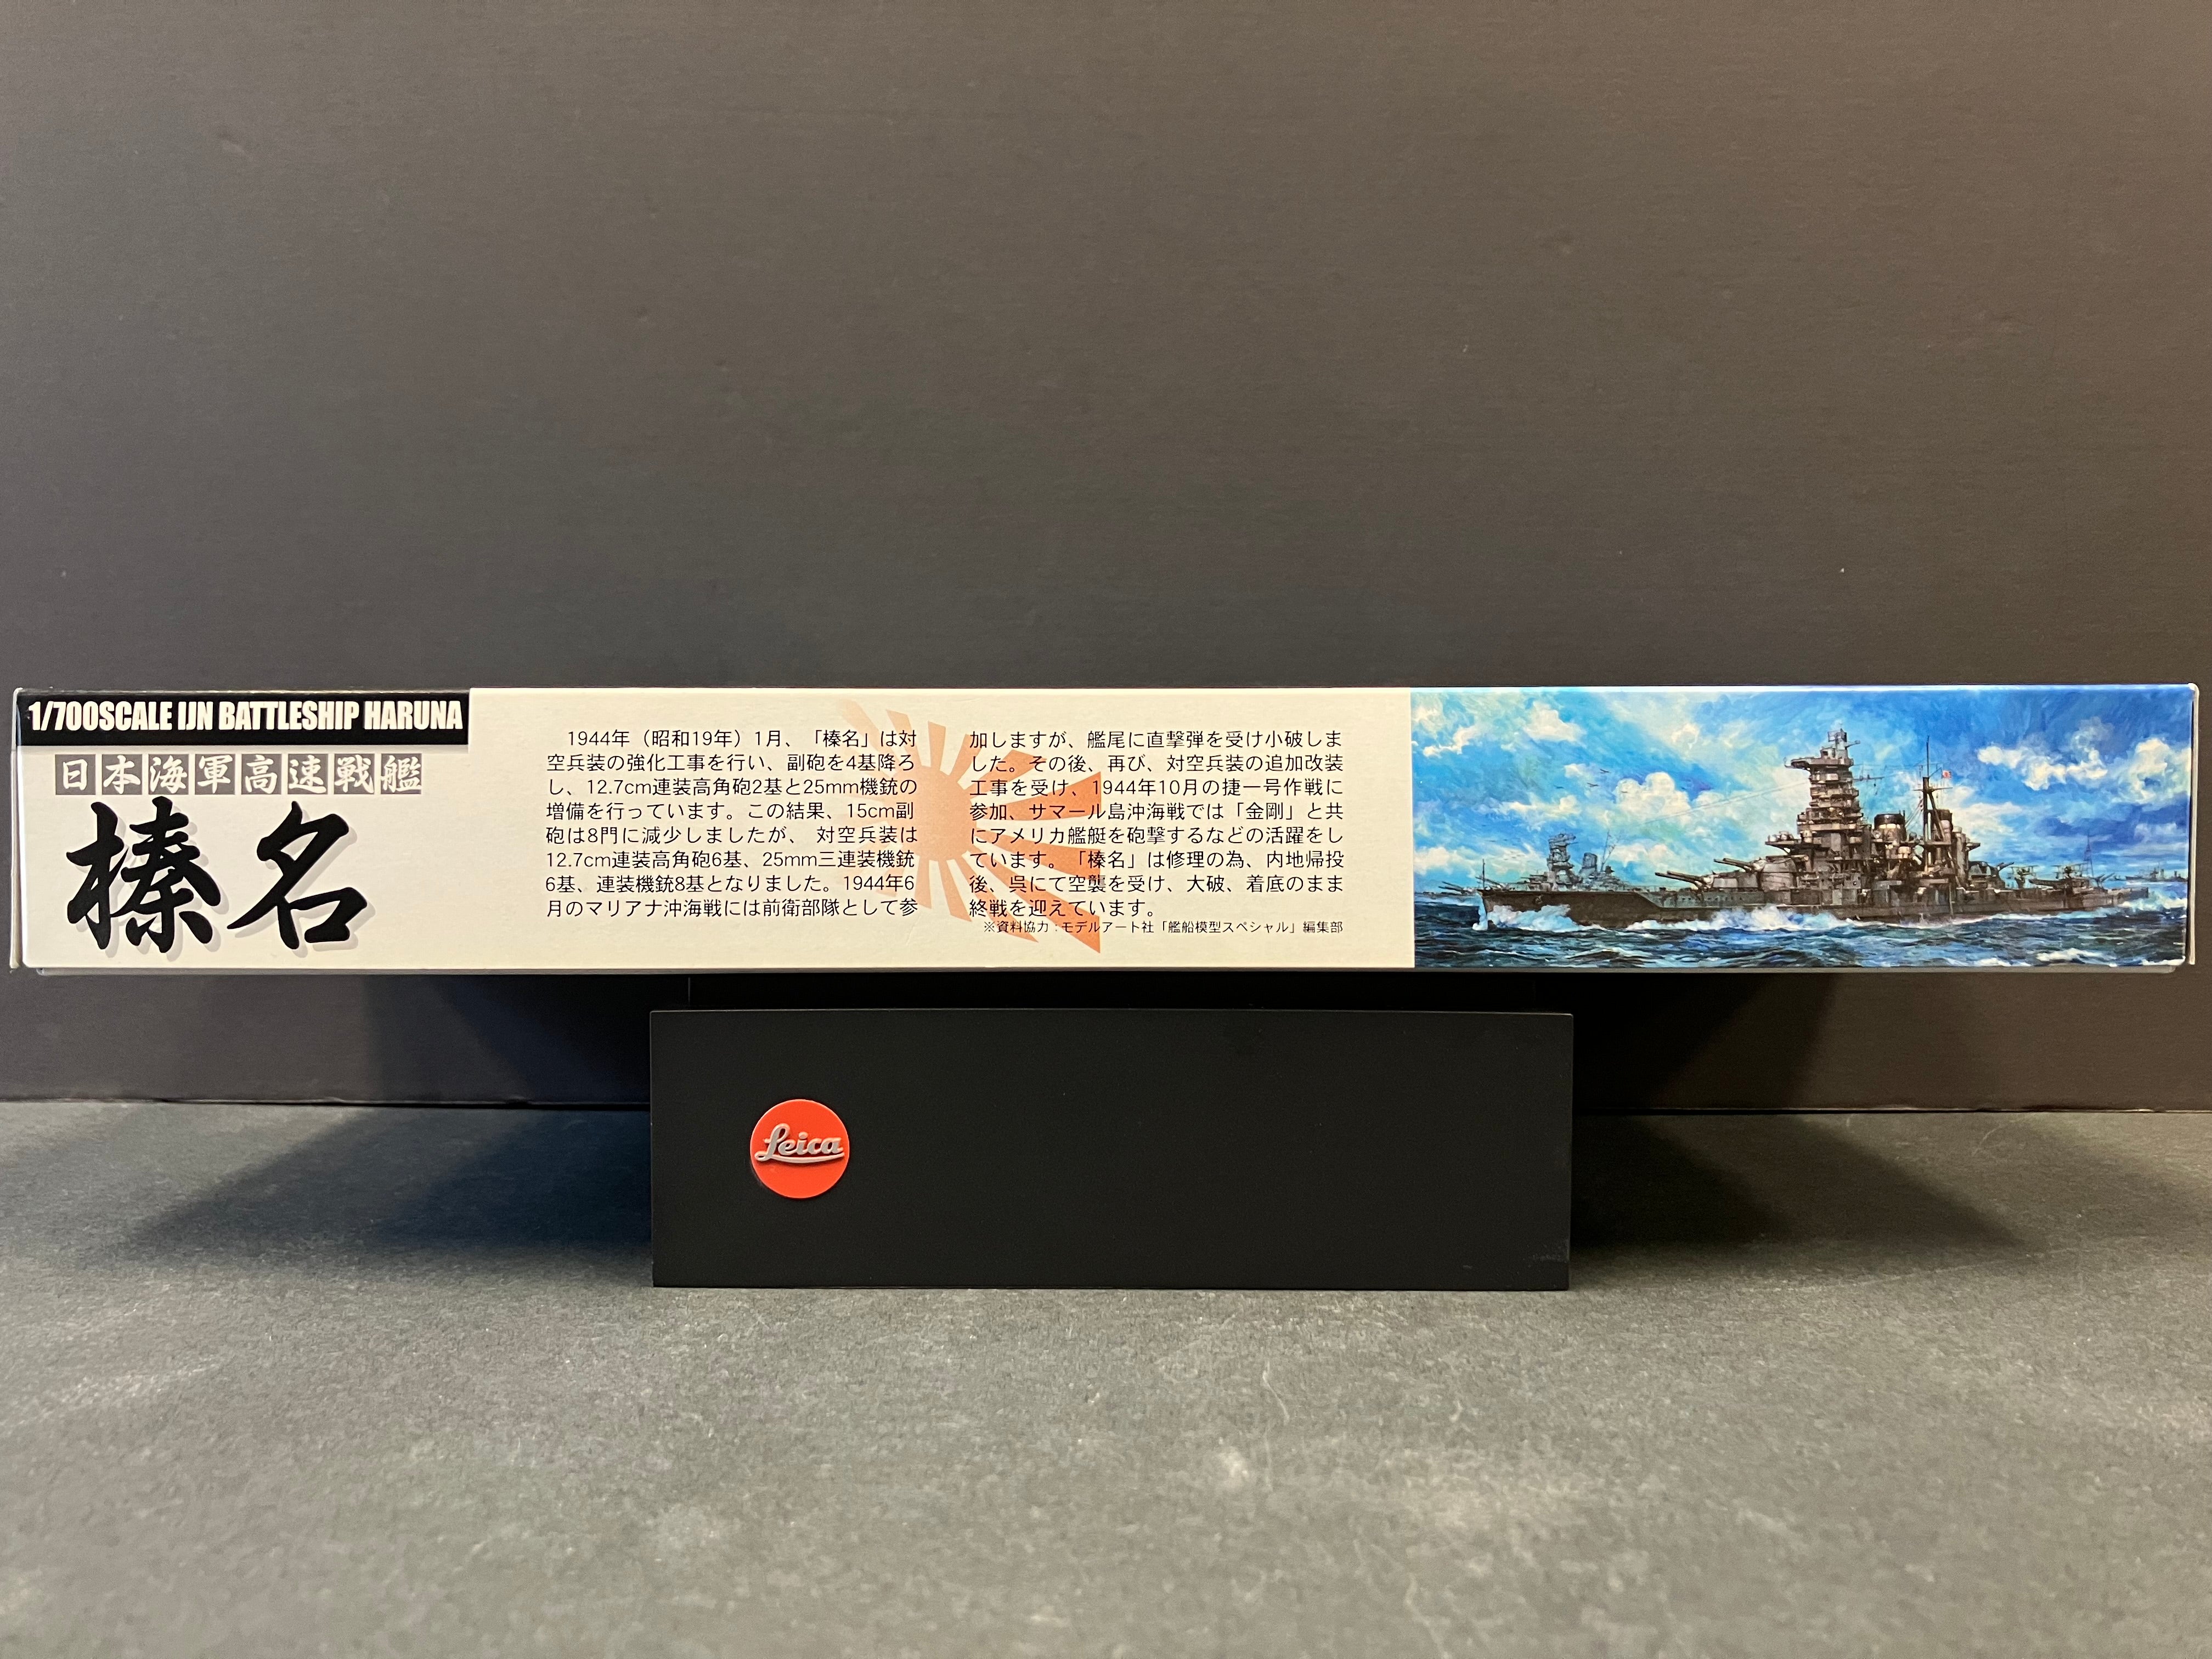 1/700SCALE IJN BATTLESHIP HARUNA
日本海軍高速戦艦
榛名
1944年（昭和19年）1月、「榛名」は対
空兵装の強化工事を行い、副砲を4基降ろ
し、12.7cm連装高角砲2基と25mm機銃の
増備を行っています。この結果、15cm副
砲は8門に減少しましたが、 対空兵装は
12.7cm連装高角砲6基、25mm三連装機銃
6基、連装機銃8基となりました。1944年6
月のマリアナ沖海戦には前衛部隊として参
加しますが、艦尾に直撃弾を受け小破しま
した。その後、再び、対空兵装の追加改装
工事を受け、1944年10月の捷一号作戦に
参加、サマール島沖海戦では「金剛」と共
にアメリカ艦艇を砲撃するなどの活躍をし
ています。「榛名」は修理の為、内地帰投
後、呉にて空襲を受け、大破、着底のまま
終戦を迎えています。
※資料協力：モデルアート社「艦船模型スペシャル」編集部
Leica